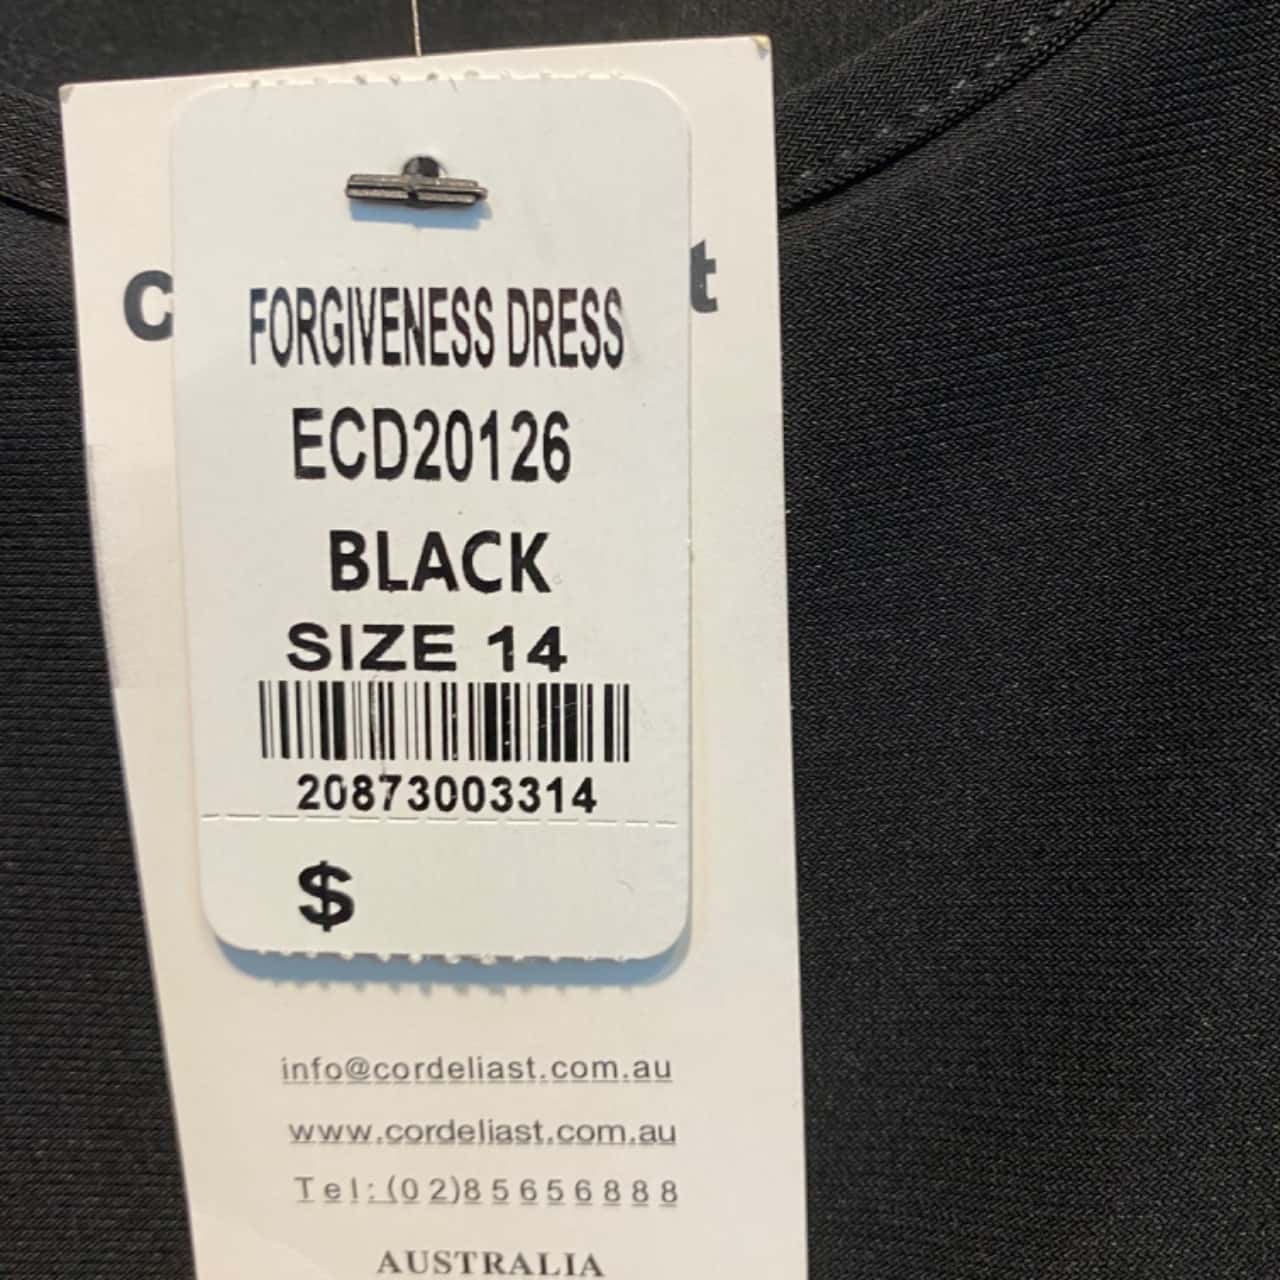 FORGIVENESS DRESS
ECD20126
BLACK
SIZE 14
20873003314
$
info@cordeliast.com.au
www.cordeliast.com.au
Tel:(02)85656888
AUSTRALIA